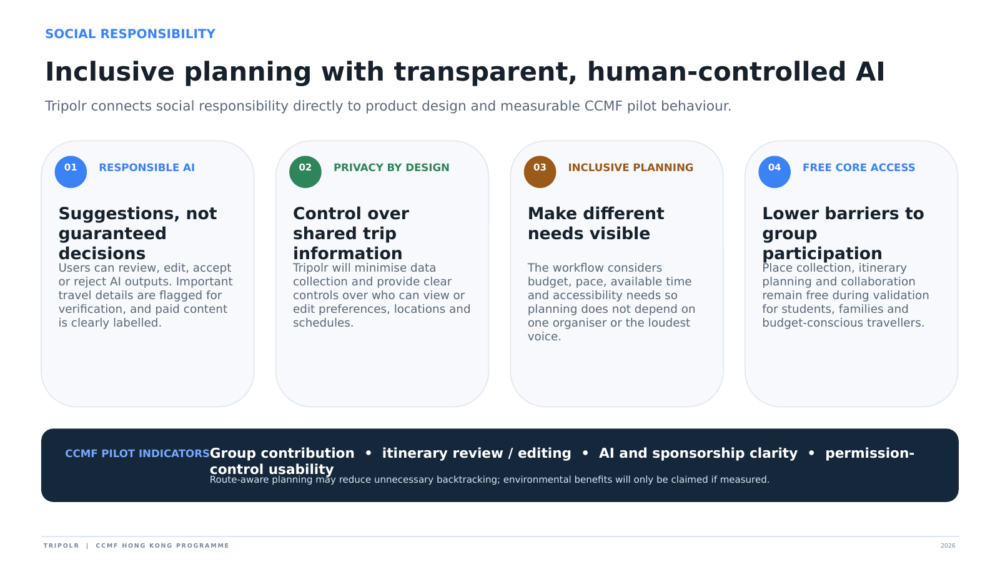 SOCIAL RESPONSIBILITY
Inclusive planning with transparent, human-controlled AI
Tripolr connects social responsibility directly to product design and measurable CCMF pilot behaviour.
01 RESPONSIBLE AI
Suggestions, not
guaranteed
decisions
Users can review, edit, accept
or reject AI outputs. Important
travel details are flagged for
verification, and paid content
is clearly labelled.
02 PRIVACY BY DESIGN
Control over
shared trip
information
Tripolr will minimise data
collection and provide clear
controls over who can view or
edit preferences, locations and
schedules.
03 INCLUSIVE PLANNING
Make different
needs visible
The workflow considers
budget, pace, available time
and accessibility needs so
planning does not depend on
one organiser or the loudest
voice.
04 FREE CORE ACCESS
Lower barriers to
group
participation
Place collection, itinerary
planning and collaboration
remain free during validation
for students, families and
budget-conscious travellers.
CCMF PILOT INDICATORS
Group contribution • itinerary review / editing • AI and sponsorship clarity • permission-
control usability
Route-aware planning may reduce unnecessary backtracking; environmental benefits will only be claimed if measured.
TRIPOLR | CCMF HONG KONG PROGRAMME
2026